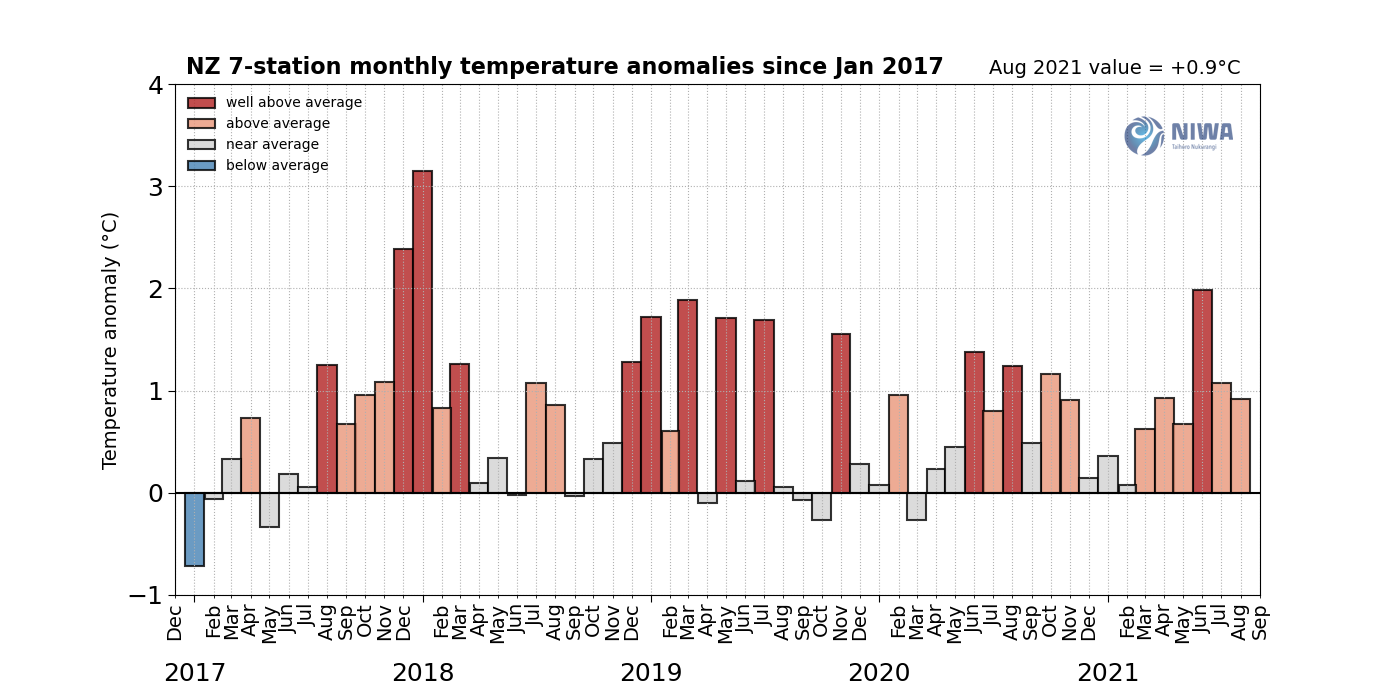 NZ 7-station monthly temperature anomalies since Jan 2017
Aug 2021 value = +0.9°C
well above average
above average
near average
below average
NIWA
Taihoro Nukurangi
Temperature anomaly (°C)
4
3
2
1
0
−1
Dec Feb Mar Apr May Jun Jul Aug Sep Oct Nov Dec Feb Mar Apr May Jun Jul Aug Sep Oct Nov Dec Feb Mar Apr May Jun Jul Aug Sep Oct Nov Dec Feb Mar Apr May Jun Jul Aug Sep Oct Nov Dec Feb Mar Apr May Jun Jul Aug Sep
2017 2018 2019 2020 2021